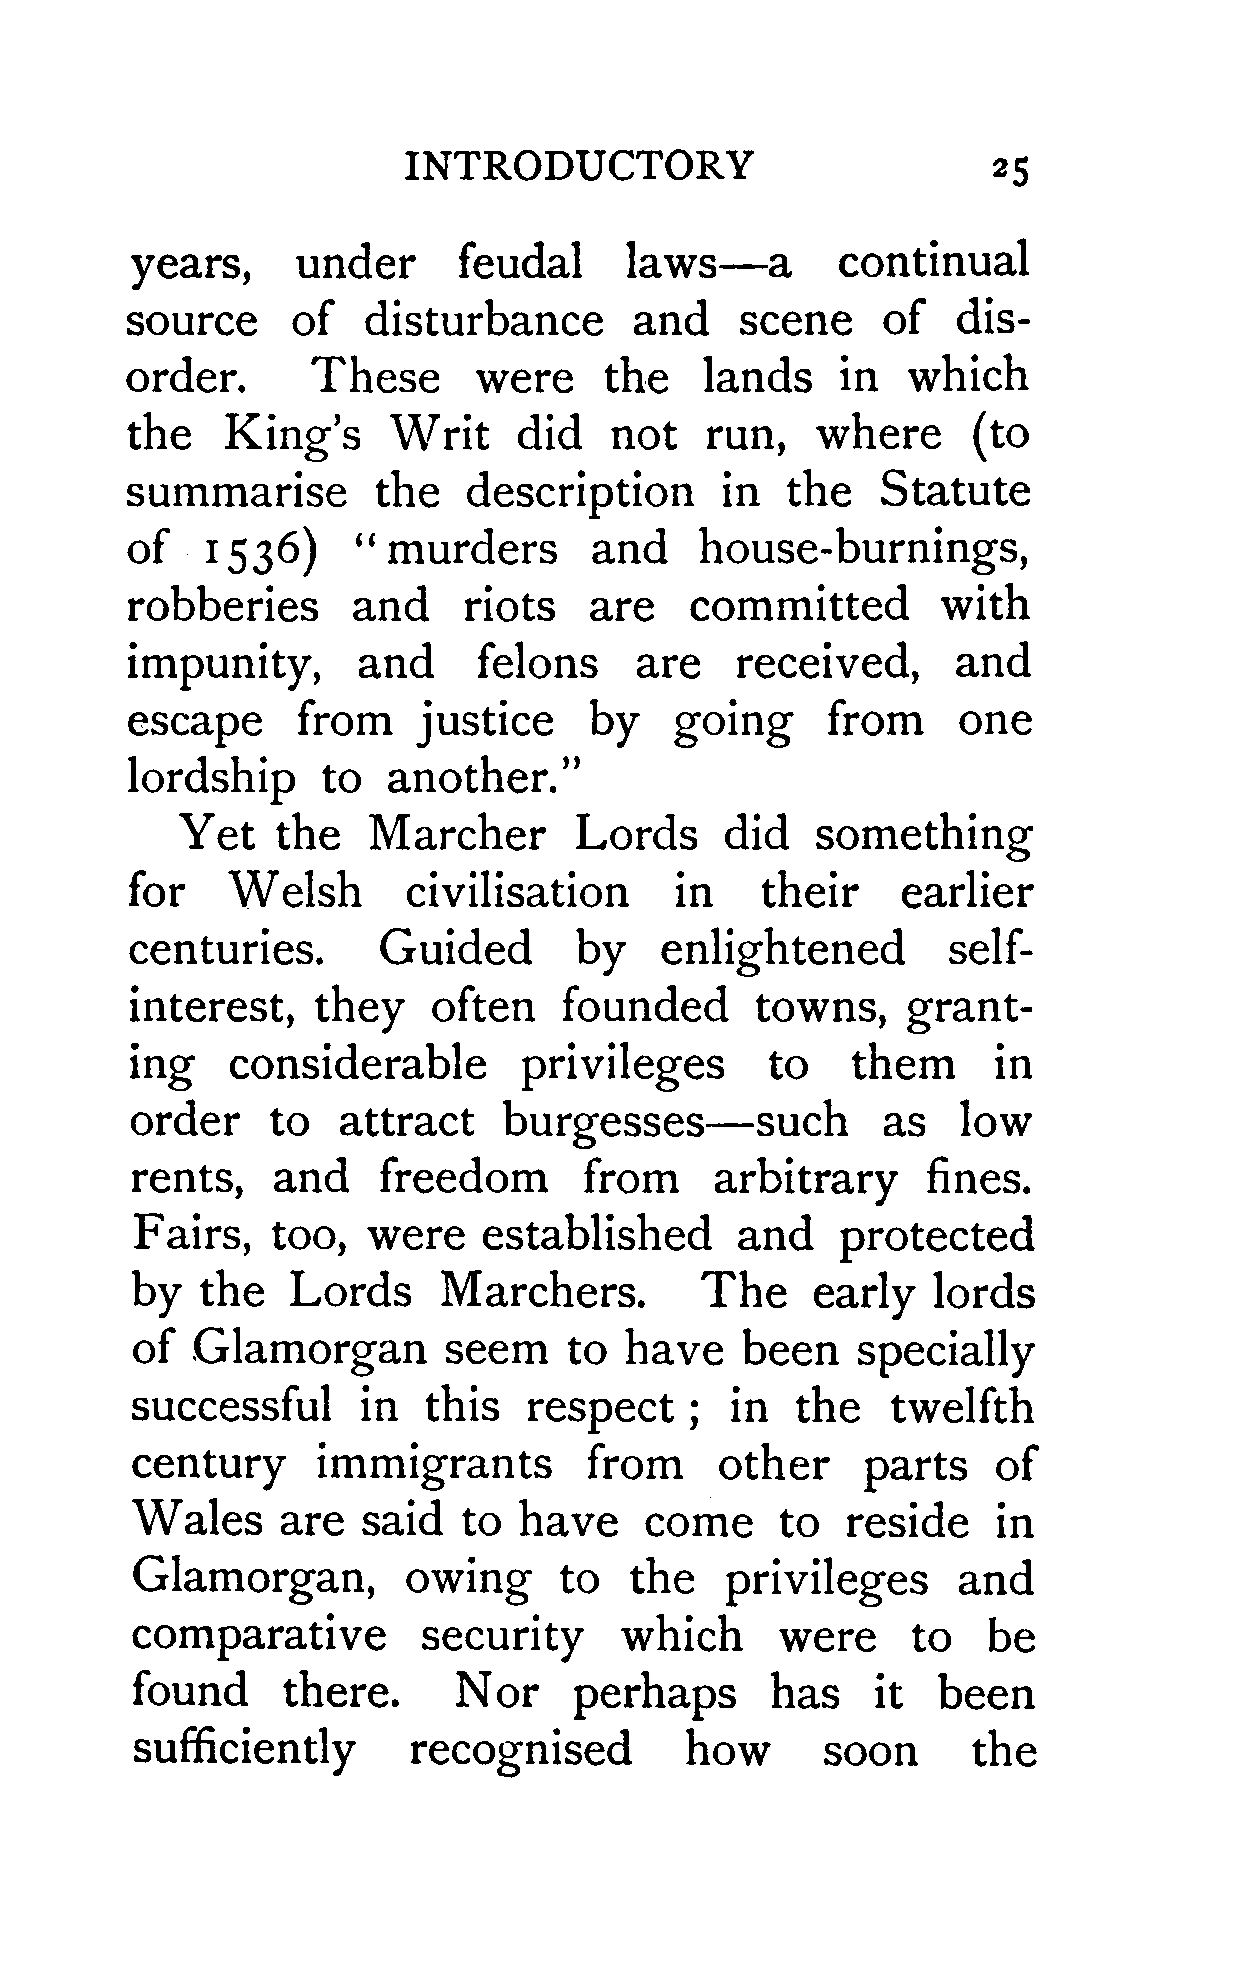 INTRODUCTORY 25
years, under feudal laws—a continual
source of disturbance and scene of dis-
order. These were the lands in which
the King's Writ did not run, where (to
summarise the description in the Statute
of 1536) "murders and house-burnings,
robberies and riots are committed with
impunity, and felons are received, and
escape from justice by going from one
lordship to another."
Yet the Marcher Lords did something
for Welsh civilisation in their earlier
centuries. Guided by enlightened self-
interest, they often founded towns, grant-
ing considerable privileges to them in
order to attract burgesses—such as low
rents, and freedom from arbitrary fines.
Fairs, too, were established and protected
by the Lords Marchers. The early lords
of Glamorgan seem to have been specially
successful in this respect; in the twelfth
century immigrants from other parts of
Wales are said to have come to reside in
Glamorgan, owing to the privileges and
comparative security which were to be
found there. Nor perhaps has it been
sufficiently recognised how soon the